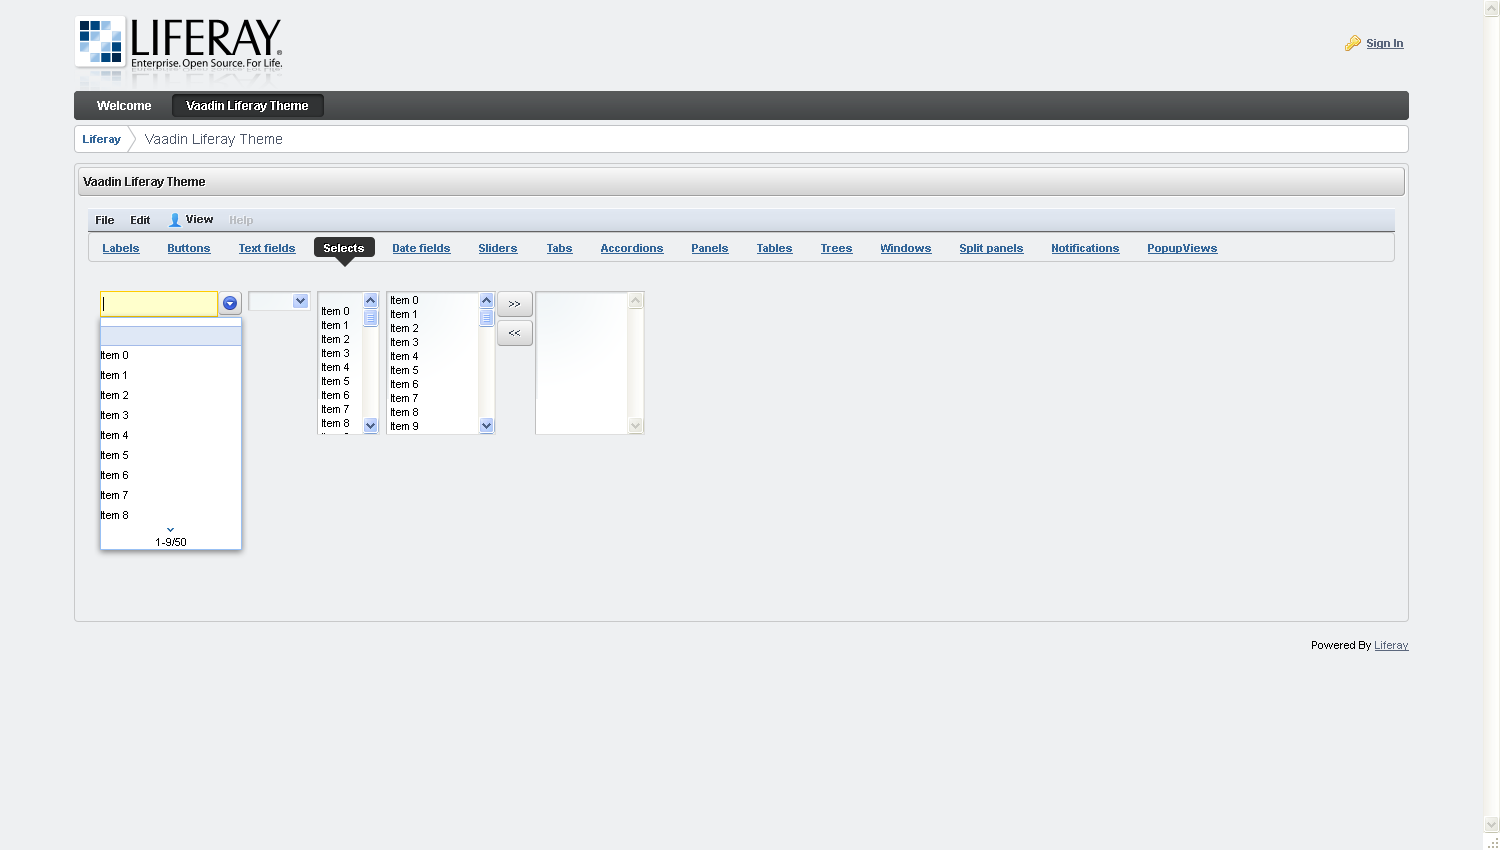 LIFERAY
Enterprise. Open Source. For Life.
Sign In
Welcome Vaadin Liferay Theme
Liferay Vaadin Liferay Theme
Vaadin Liferay Theme
File Edit View Help
Labels Buttons Text fields Selects Date fields Sliders Tabs Accordions Panels Tables Trees Windows Split panels Notifications PopupViews
Item 0
Item 1
Item 2
Item 3
Item 4
Item 5
Item 6
Item 7
Item 8
1-9/50
Item 0
Item 1
Item 2
Item 3
Item 4
Item 5
Item 6
Item 7
Item 8
Item 0
Item 1
Item 2
Item 3
Item 4
Item 5
Item 6
Item 7
Item 8
Item 9
>>
<<
Powered By Liferay